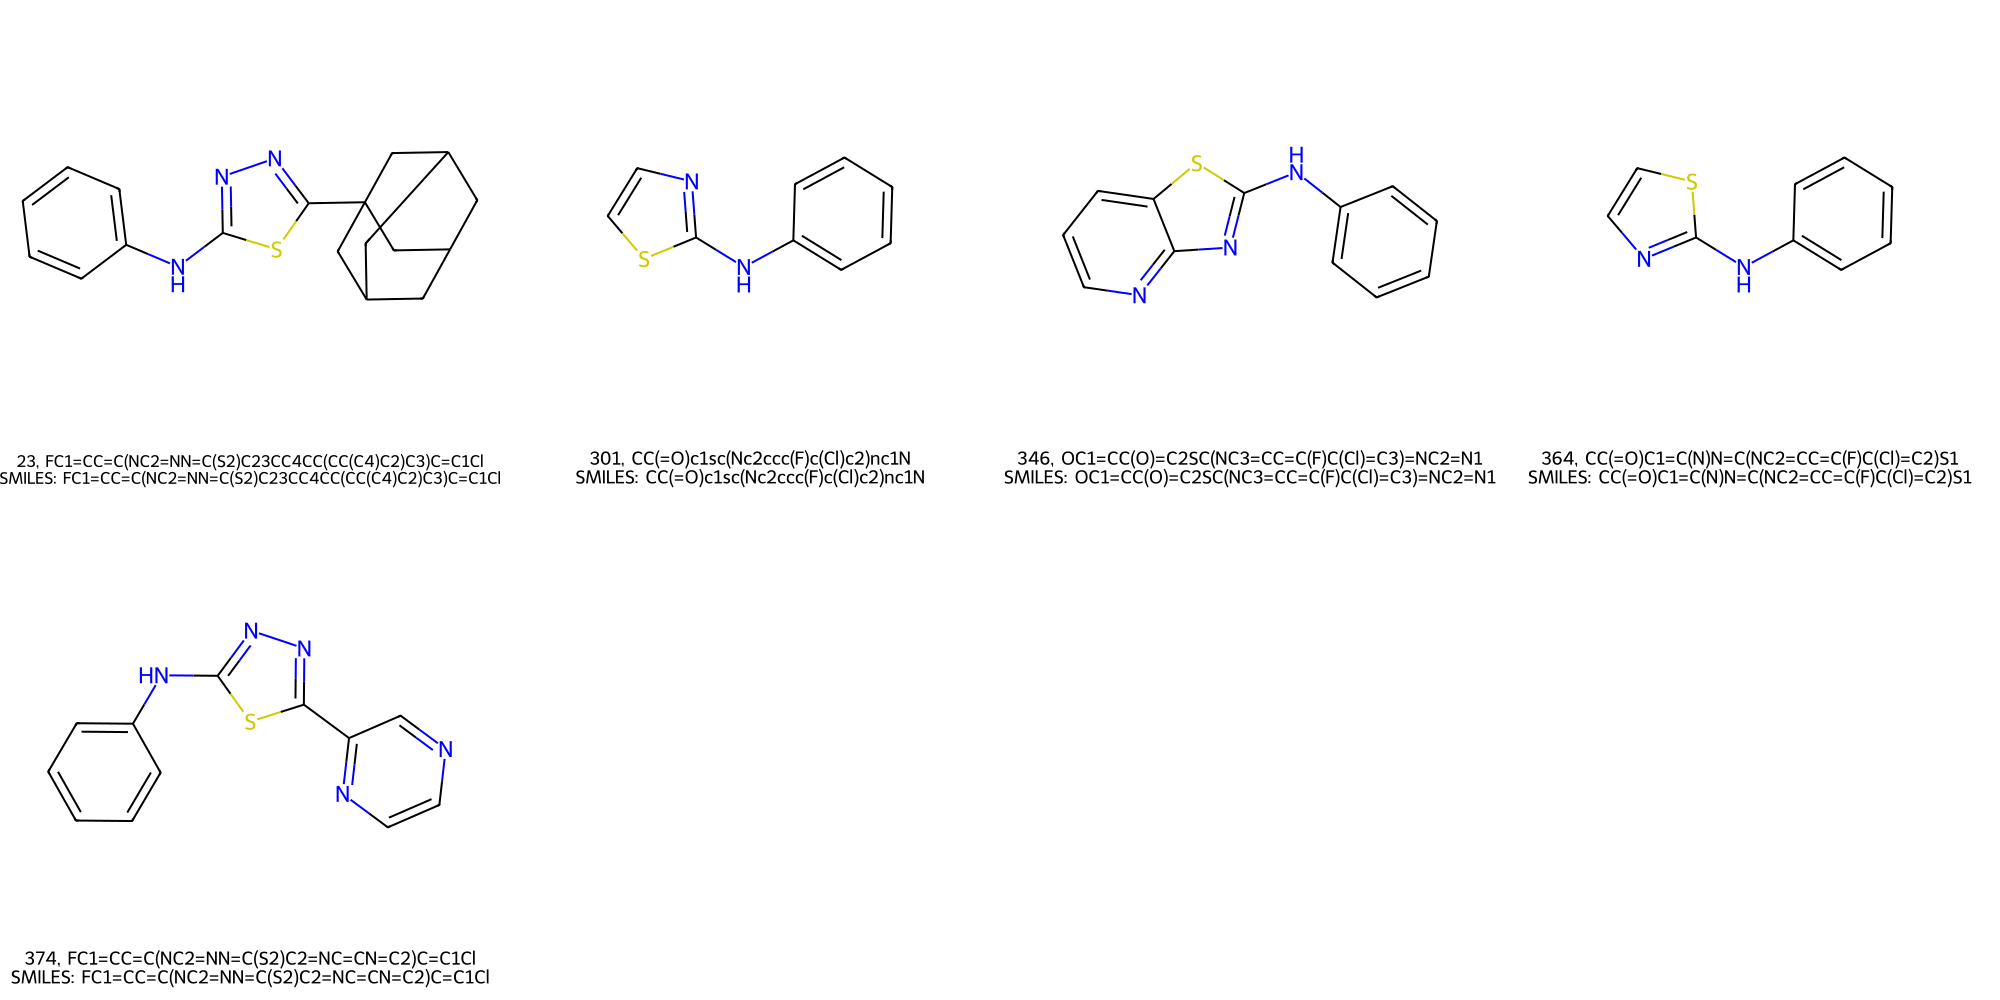 N N
S
N
H
N
S
N
H
S
H
N
N
N
S
N
N
H
23, FC1=CC=C(NC2=NN=C(S2)C23CC4CC(CC(C4)C2)C3)C=C1Cl
SMILES: FC1=CC=C(NC2=NN=C(S2)C23CC4CC(CC(C4)C2)C3)C=C1Cl
301, CC(=O)c1sc(Nc2ccc(F)c(Cl)c2)nc1N
SMILES: CC(=O)c1sc(Nc2ccc(F)c(Cl)c2)nc1N
346, OC1=CC(O)=C2SC(NC3=CC=C(F)C(Cl)=C3)=NC2=N1
SMILES: OC1=CC(O)=C2SC(NC3=CC=C(F)C(Cl)=C3)=NC2=N1
364, CC(=O)C1=C(N)N=C(NC2=CC=C(F)C(Cl)=C2)S1
SMILES: CC(=O)C1=C(N)N=C(NC2=CC=C(F)C(Cl)=C2)S1
N
N
HN
S
N
N
374, FC1=CC=C(NC2=NN=C(S2)C2=NC=CN=C2)C=C1Cl
SMILES: FC1=CC=C(NC2=NN=C(S2)C2=NC=CN=C2)C=C1Cl